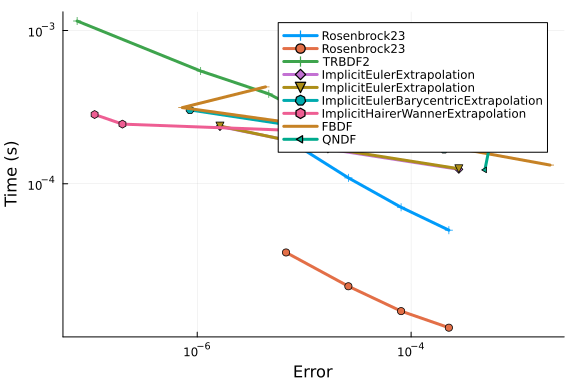 10⁻³
Time (s)
10⁻⁴
Rosenbrock23
Rosenbrock23
TRBDF2
ImplicitEulerExtrapolation
ImplicitEulerExtrapolation
ImplicitEulerBarycentricExtrapolation
ImplicitHairerWannerExtrapolation
FBDF
QNDF
10⁻⁶
10⁻⁴
Error